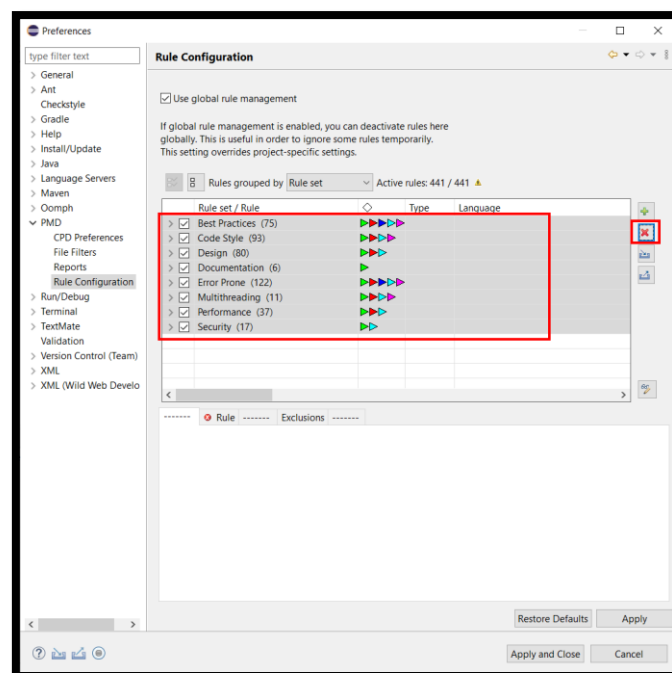 Preferences
type filter text
Rule Configuration
General
Ant
Checkstyle
Gradle
Help
Install/Update
Java
Language Servers
Maven
Oomph
PMD
CPD Preferences
File Filters
Reports
Rule Configuration
Run/Debug
Terminal
TextMate
Validation
Version Control (Team)
XML
XML (Wild Web Develo
Use global rule management
If global rule management is enabled, you can deactivate rules here
globally. This is useful in order to ignore some rules temporarily.
This setting overrides project-specific settings.
Rules grouped by Rule set Active rules: 441 / 441
Rule set / Rule Type Language
Best Practices (75)
Code Style (93)
Design (80)
Documentation (6)
Error Prone (122)
Multithreading (11)
Performance (37)
Security (17)
------- Rule ------- Exclusions -------
Restore Defaults Apply
Apply and Close Cancel